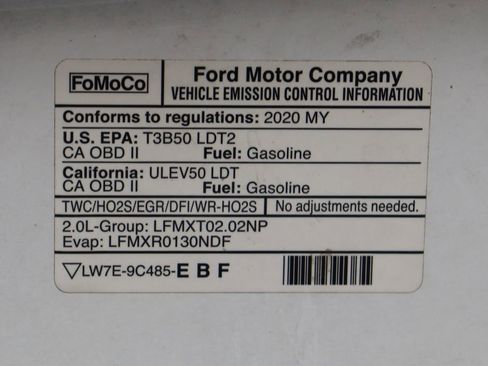 FoMoCo
Ford Motor Company
VEHICLE EMISSION CONTROL INFORMATION
Conforms to regulations: 2020 MY
U.S. EPA: T3B50 LDT2
CA OBD II Fuel: Gasoline
California: ULEV50 LDT
CA OBD II Fuel: Gasoline
TWC/HO2S/EGR/DFI/WR-HO2S No adjustments needed.
2.0L-Group: LFMXT02.02NP
Evap: LFMXR0130NDF
LW7E-9C485-E B F